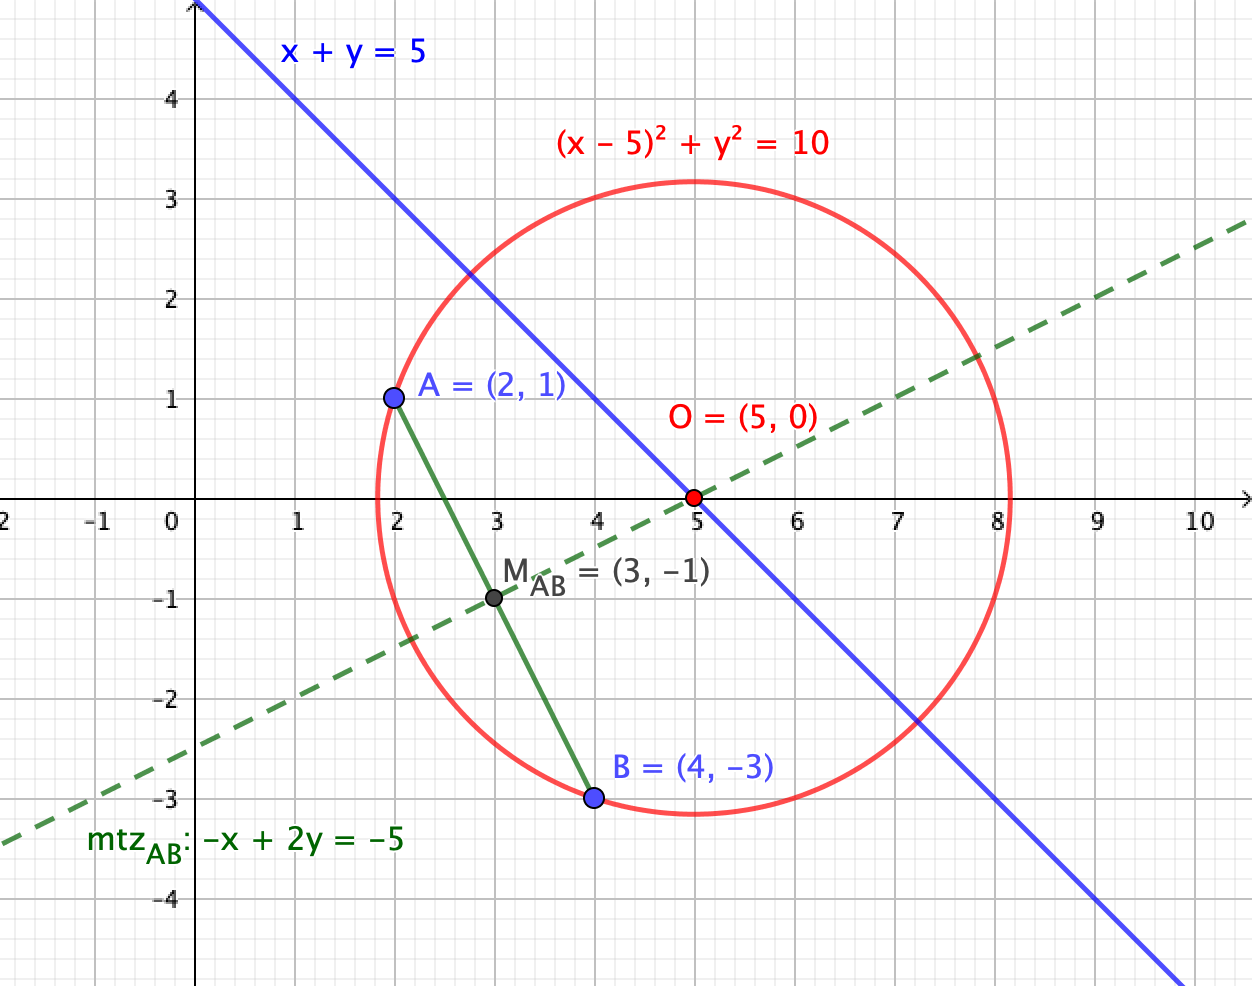 x + y = 5
4
(x – 5)² + y² = 10
3
2
A = (2, 1)
1
O = (5, 0)
2 -1 0 1 2 3 4 5 6 7 8 9 10
M_AB = (3, –1)
-1
-2
B = (4, –3)
-3
mtz_AB: –x + 2y = –5
-4